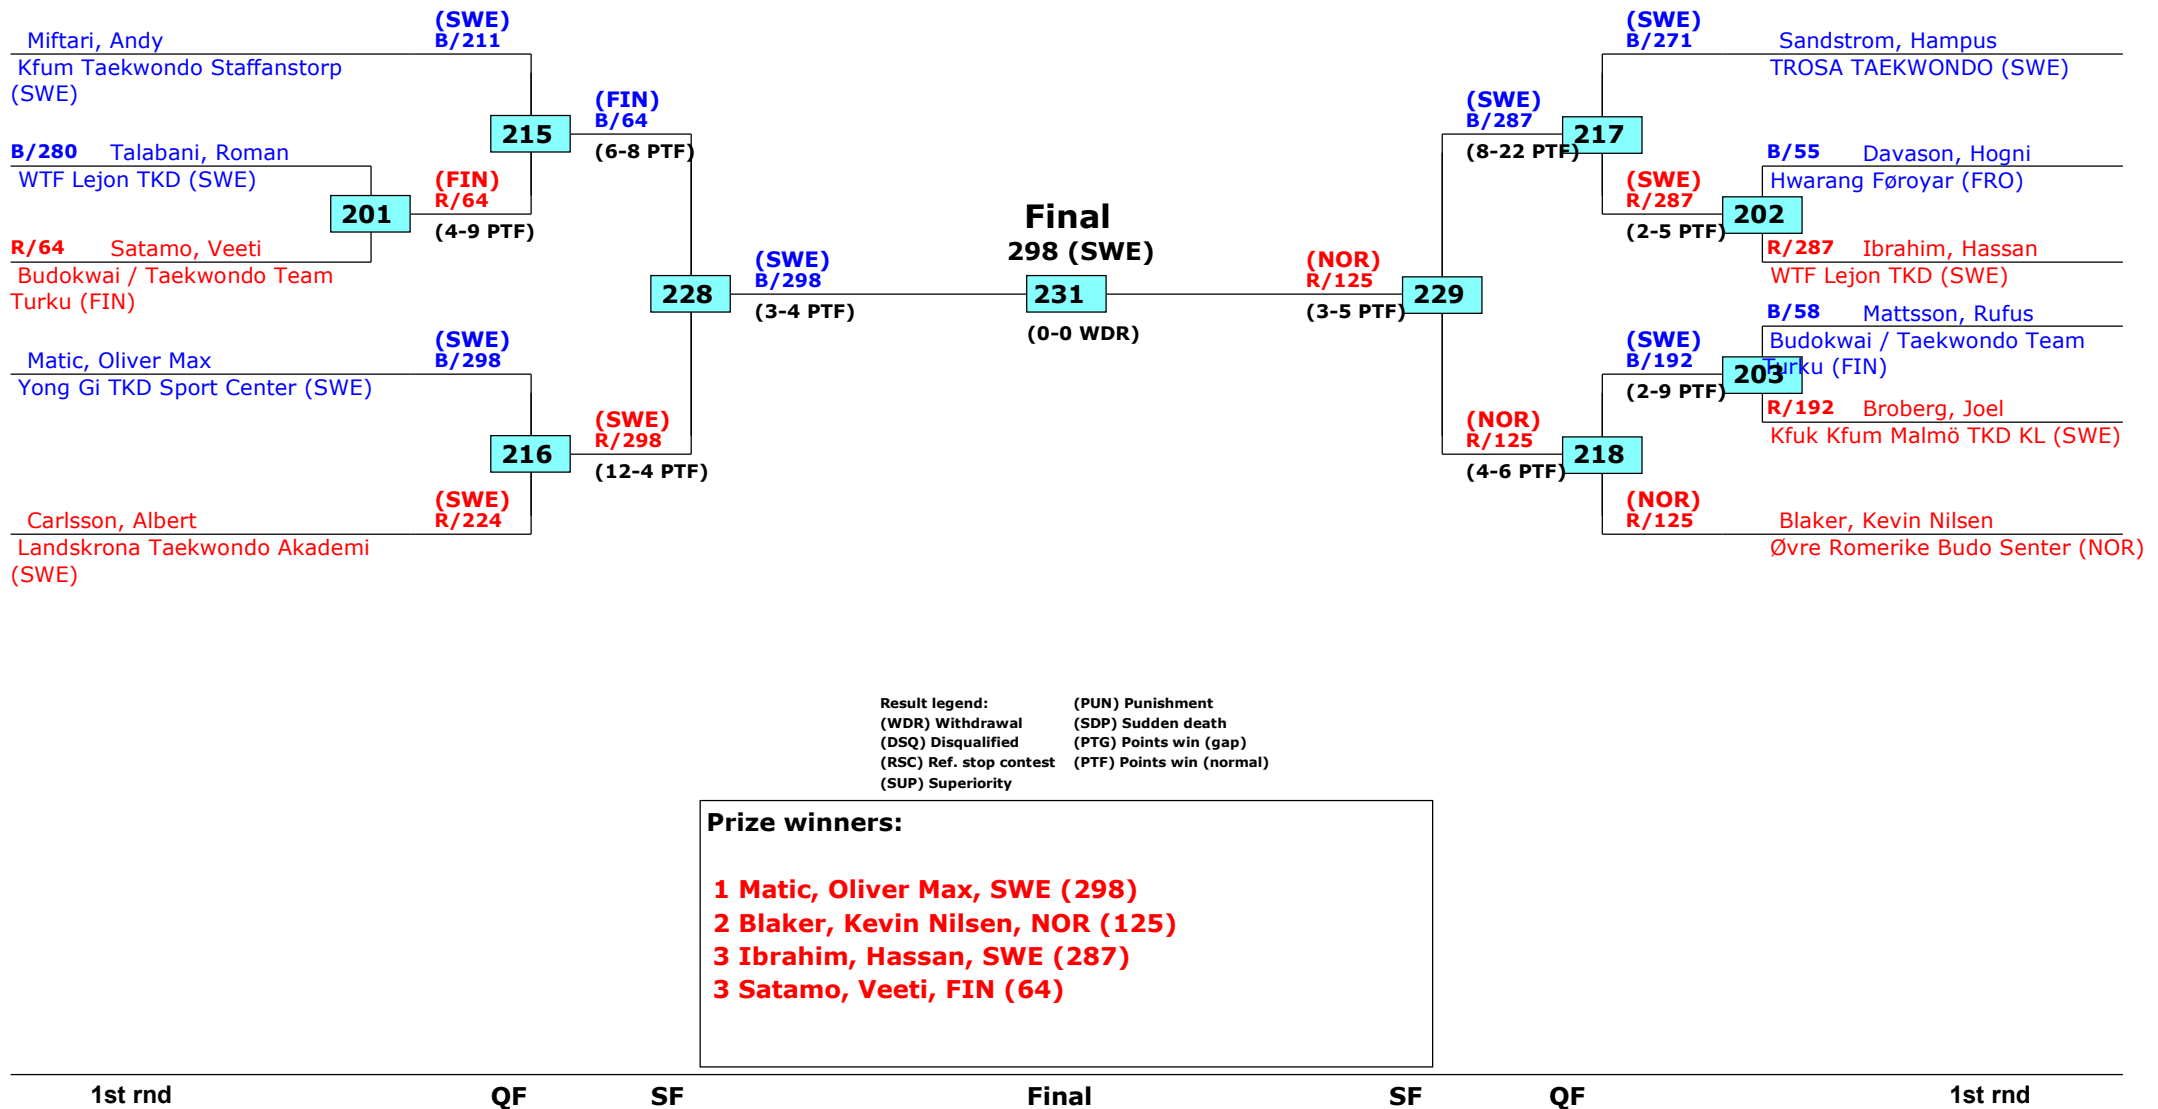 (SWE)
B/211
Miftari, Andy
Kfum Taekwondo Staffanstorp
(SWE)
215
(FIN)
B/64
(6-8 PTF)
B/280 Talabani, Roman
WTF Lejon TKD (SWE)
201
(FIN)
R/64
(4-9 PTF)
R/64 Satamo, Veeti
Budokwai / Taekwondo Team
Turku (FIN)
228
(SWE)
B/298
(3-4 PTF)
(SWE)
B/298
Matic, Oliver Max
Yong Gi TKD Sport Center (SWE)
216
(SWE)
R/298
(12-4 PTF)
(SWE)
R/224
Carlsson, Albert
Landskrona Taekwondo Akademi
(SWE)
Final
298 (SWE)
231
(0-0 WDR)
(SWE)
B/271
Sandstrom, Hampus
TROSA TAEKWONDO (SWE)
(SWE)
B/287
(8-22 PTF)
217
B/55 Davason, Hogni
Hwarang Føroyar (FRO)
(SWE)
R/287
(2-5 PTF)
202
R/287 Ibrahim, Hassan
WTF Lejon TKD (SWE)
(NOR)
R/125
(3-5 PTF)
229
B/58 Mattsson, Rufus
Budokwai / Taekwondo Team
Turku (FIN)
(SWE)
B/192
(2-9 PTF)
203
R/192 Broberg, Joel
Kfuk Kfum Malmö TKD KL (SWE)
(NOR)
R/125
(4-6 PTF)
218
(NOR)
R/125
Blaker, Kevin Nilsen
Øvre Romerike Budo Senter (NOR)
Result legend: (PUN) Punishment
(WDR) Withdrawal (SDP) Sudden death
(DSQ) Disqualified (PTG) Points win (gap)
(RSC) Ref. stop contest (PTF) Points win (normal)
(SUP) Superiority
Prize winners:
1 Matic, Oliver Max, SWE (298)
2 Blaker, Kevin Nilsen, NOR (125)
3 Ibrahim, Hassan, SWE (287)
3 Satamo, Veeti, FIN (64)
1st rnd QF SF Final SF QF 1st rnd